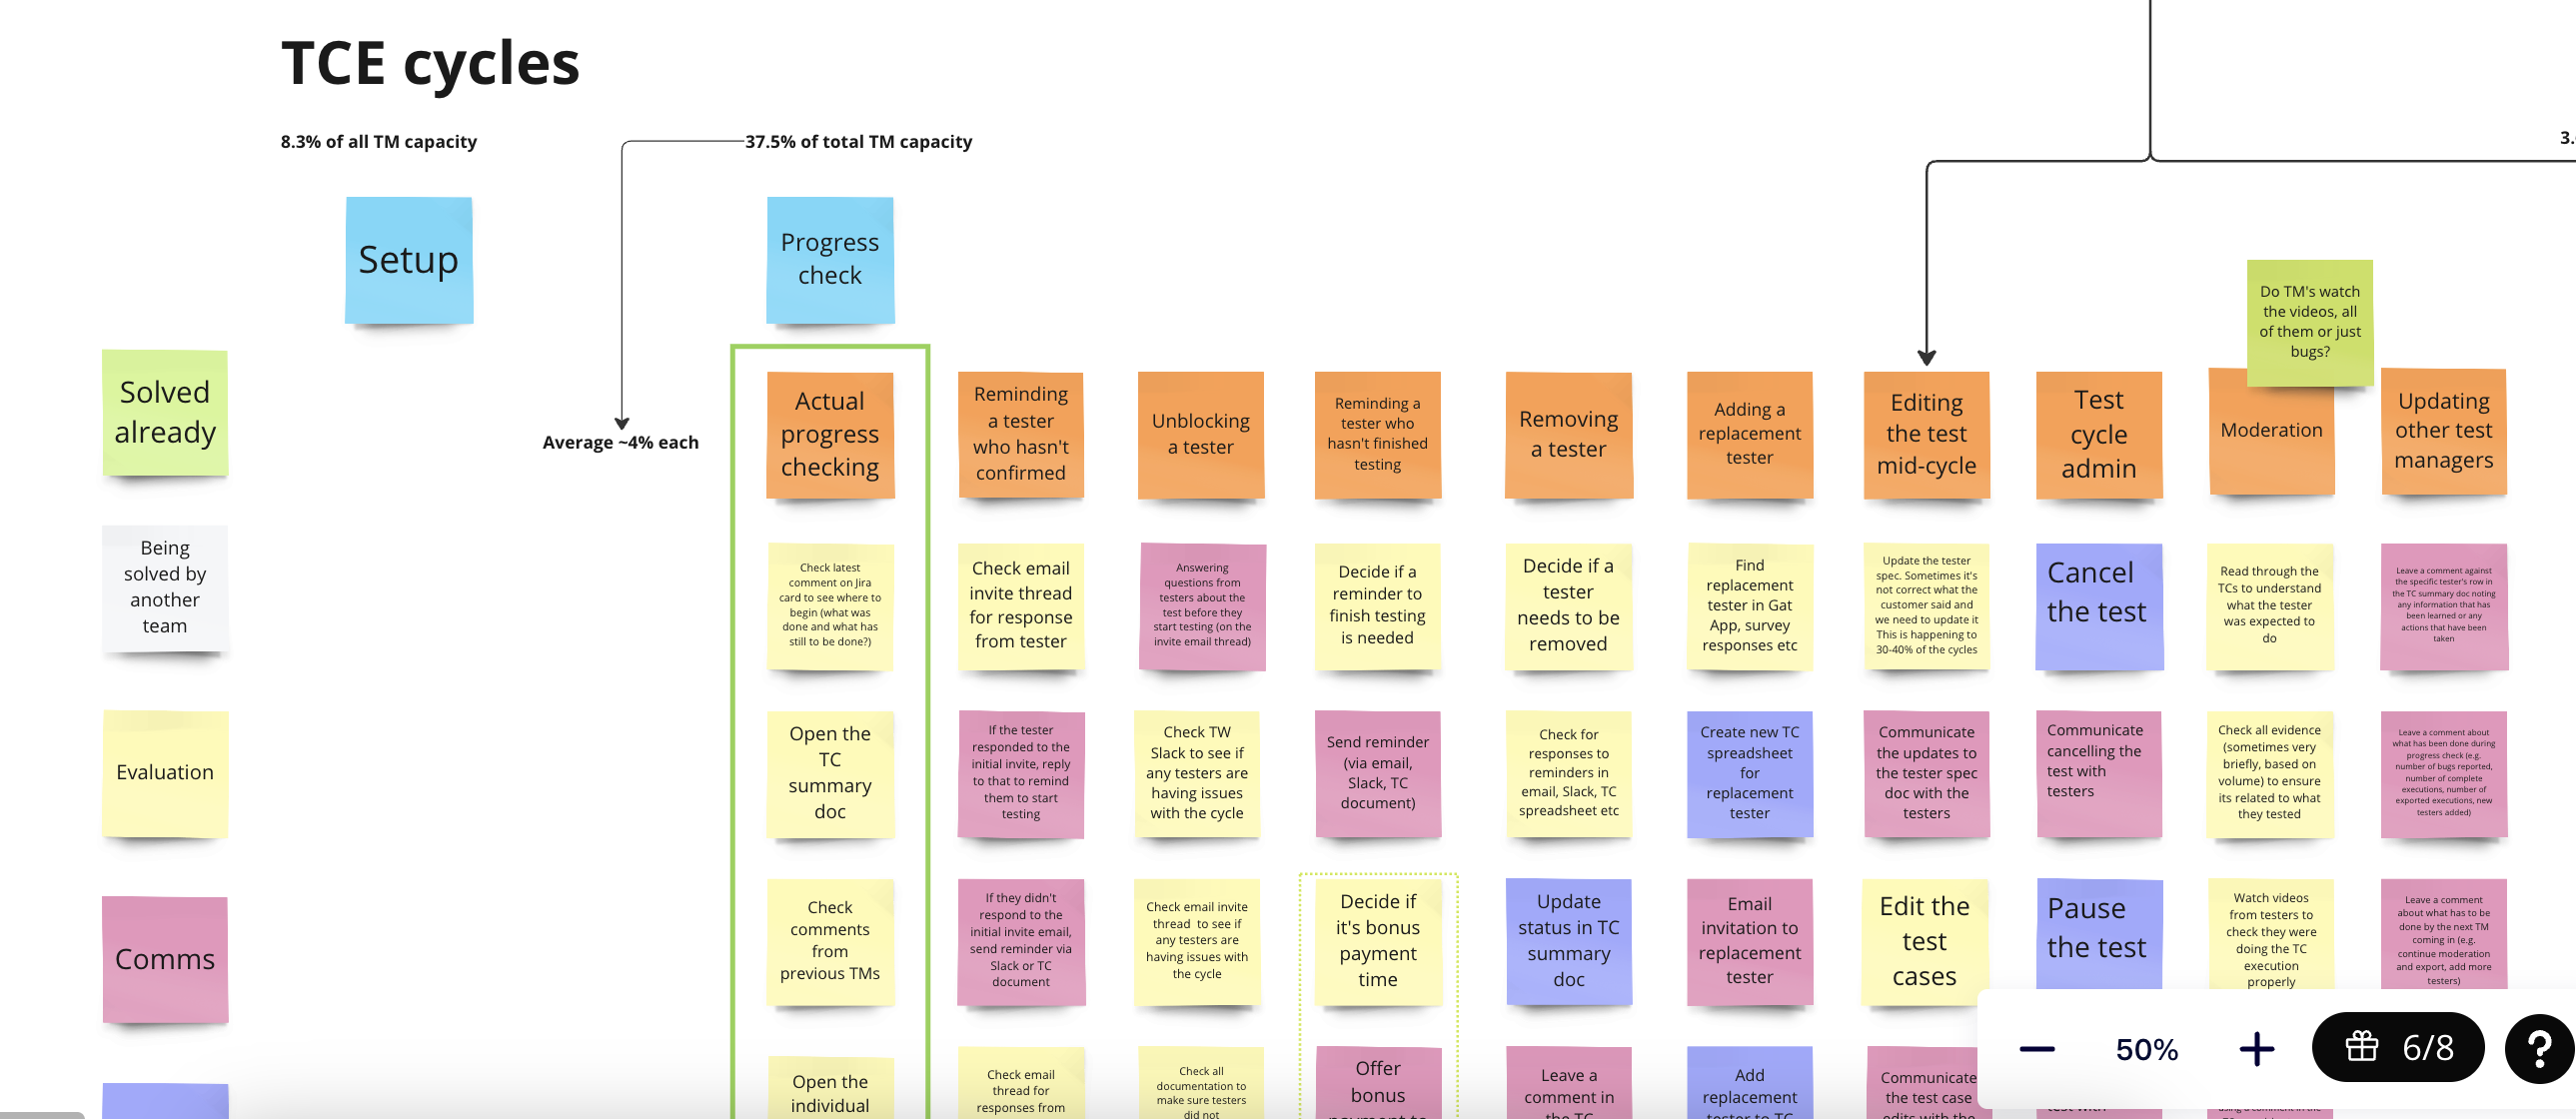 TCE cycles
8.3% of all TM capacity
37.5% of total TM capacity
3.
Setup
Progress
check
Do TM's watch
the videos, all
of them or just
bugs?
Solved
already
Average ~4% each
Actual
progress
checking
Reminding
a tester
who hasn't
confirmed
Unblocking
a tester
Reminding a
tester who
hasn't finished
testing
Removing
a tester
Adding a
replacement
tester
Editing
the test
mid-cycle
Test
cycle
admin
Moderation
Updating
other test
managers
Being
solved by
another
team
Check latest
comment on Jira
card to see where to
begin (what was
done and what has
still to be done?)
Check email
invite thread
for response
from tester
Answering
questions from
testers about the
test before they
start testing (on the
invite email thread)
Decide if a
reminder to
finish testing
is needed
Decide if a
tester
needs to be
removed
Find
replacement
tester in Gat
App, survey
responses etc
Update the tester
spec. Sometimes it's
not correct what the
customer said and
we need to update it
This is happening to
30-40% of the cycles
Cancel
the test
Read through the
TCs to understand
what the tester
was expected to
do
Leave a comment against
the specific tester's row in
the TC summary doc noting
any information that has
been learned or any
actions that have been
taken
Evaluation
Open the
TC
summary
doc
If the tester
responded to the
initial invite, reply
to that to remind
them to start
testing
Check TW
Slack to see if
any testers are
having issues
with the cycle
Send reminder
(via email,
Slack, TC
document)
Check for
responses to
reminders in
email, Slack, TC
spreadsheet etc
Create new TC
spreadsheet
for
replacement
tester
Communicate
the updates to
the tester spec
doc with the
testers
Communicate
cancelling the
test with
testers
Check all evidence
(sometimes very
briefly, based on
volume) to ensure
its related to what
they tested
Leave a comment about
what has been done during
progress check (e.g.
number of bugs reported,
number of complete
executions, number of
exported executions, new
testers added)
Comms
Check
comments
from
previous TMs
If they didn't
respond to the
initial invite email,
send reminder via
Slack or TC
document
Check email invite
thread to see if
any testers are
having issues with
the cycle
Decide if
it's bonus
payment
time
Update
status in TC
summary
doc
Email
invitation to
replacement
tester
Edit the
test
cases
Pause
the test
Watch videos
from testers to
check they were
doing the TC
execution
properly
Leave a comment
about what has to be
done by the next TM
coming in (e.g.
continue moderation
and export, add more
testers)
Open the
individual
Check email
thread for
responses from
Check all
documentation to
make sure testers
did not
Offer
bonus
payment to
Leave a
comment in
the TC
Add
replacement
tester to TC
Communicate
the test case
edits with the
50%
6/8
?